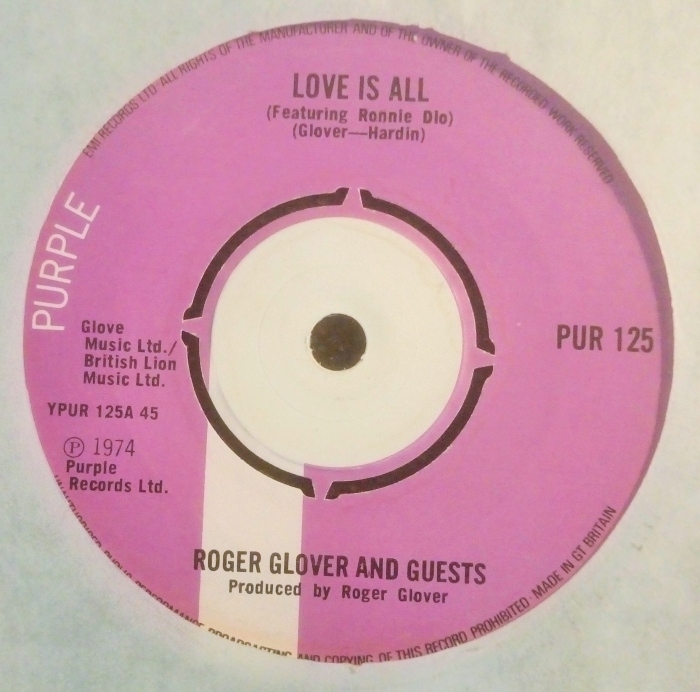 EMI RECORDS LTD ALL RIGHTS OF THE MANUFACTURER AND OF THE OWNER OF THE RECORDED WORK RESERVED
LOVE IS ALL
(Featuring Ronnie Dio)
(Glover—Hardin)
PURPLE
Glove
Music Ltd./
British Lion
Music Ltd.
YPUR 125A 45
Ⓟ 1974
Purple
Records Ltd.
PUR 125
ROGER GLOVER AND GUESTS
Produced by Roger Glover
BROADCASTING AND COPYING OF THIS RECORD PROHIBITED· MADE IN GT BRITAIN